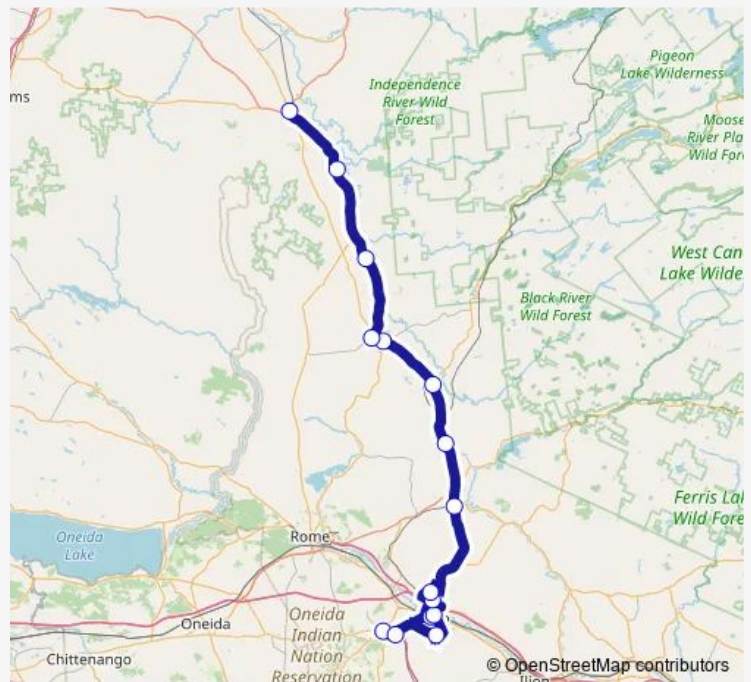 Pigeon
Lake Wilderness
Independence
River Wild
Forest
ms
Moose
River Pla
Wild Fore
West Can
Lake Wilde
Black River
Wild Forest
Ferris La
Wild Fore
Oneida
Lake
Rome
Oneida
Oneida
Indian
Nation
Reservation
Chittenango
© OpenStreetMap contributors